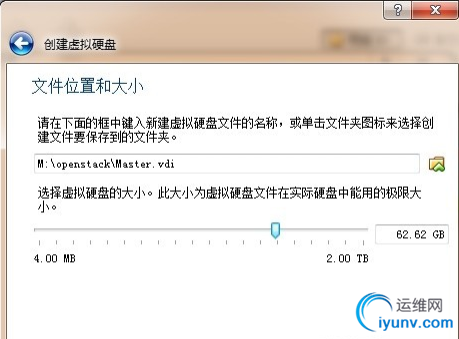 创建虚拟硬盘
文件位置和大小
请在下面的框中键入新建虚拟硬盘文件的名称，或单击文件夹图标来选择创
建文件要保存到的文件夹。
M:\openstack\Master.vdi
选择虚拟硬盘的大小。此大小为虚拟硬盘文件在实际硬盘中能用的极限大
小。
62.62 GB
4.00 MB 2.00 TB
运维网
iyunv.com